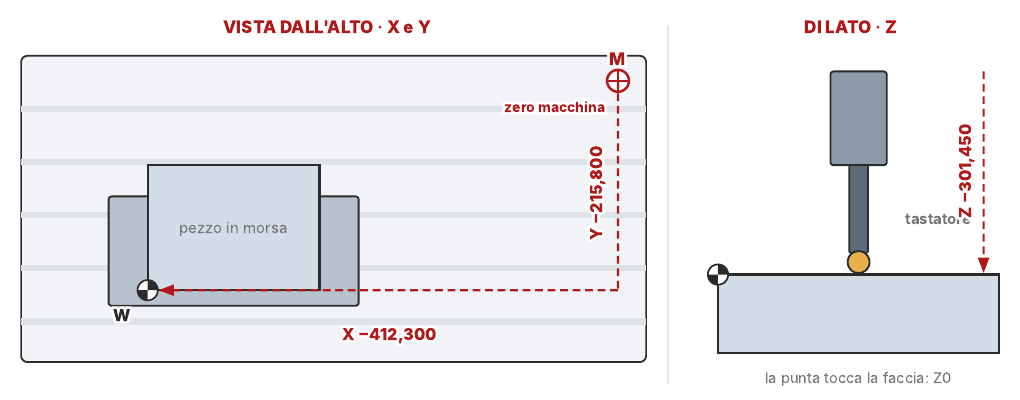 VISTA DALL'ALTO · X e Y
M
zero macchina
Y −215,800
pezzo in morsa
W
X −412,300
DI LATO · Z
Z −301,450
tastatore
la punta tocca la faccia: Z0